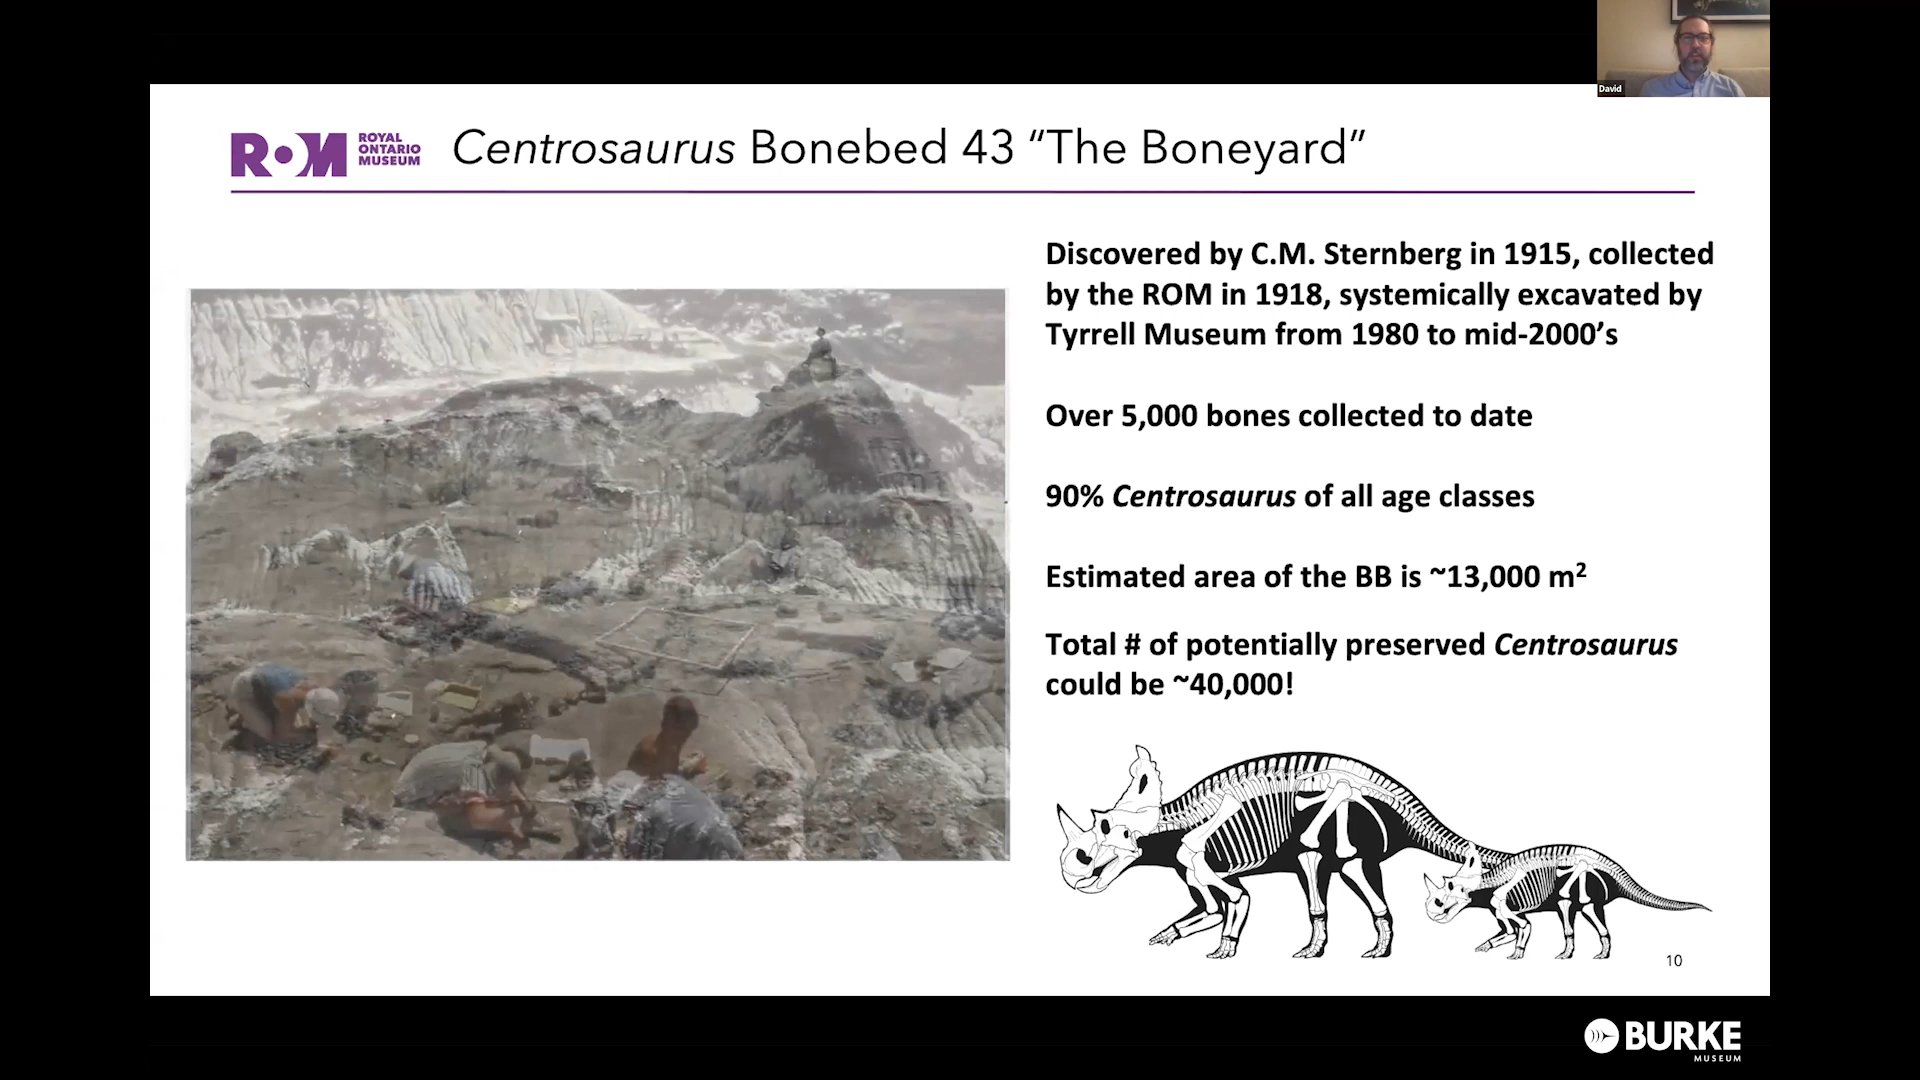 David
ROM ROYAL
ONTARIO
MUSEUM
Centrosaurus Bonebed 43 “The Boneyard”
Discovered by C.M. Sternberg in 1915, collected
by the ROM in 1918, systemically excavated by
Tyrrell Museum from 1980 to mid-2000’s
Over 5,000 bones collected to date
90% Centrosaurus of all age classes
Estimated area of the BB is ~13,000 m²
Total # of potentially preserved Centrosaurus
could be ~40,000!
10
BURKE
MUSEUM